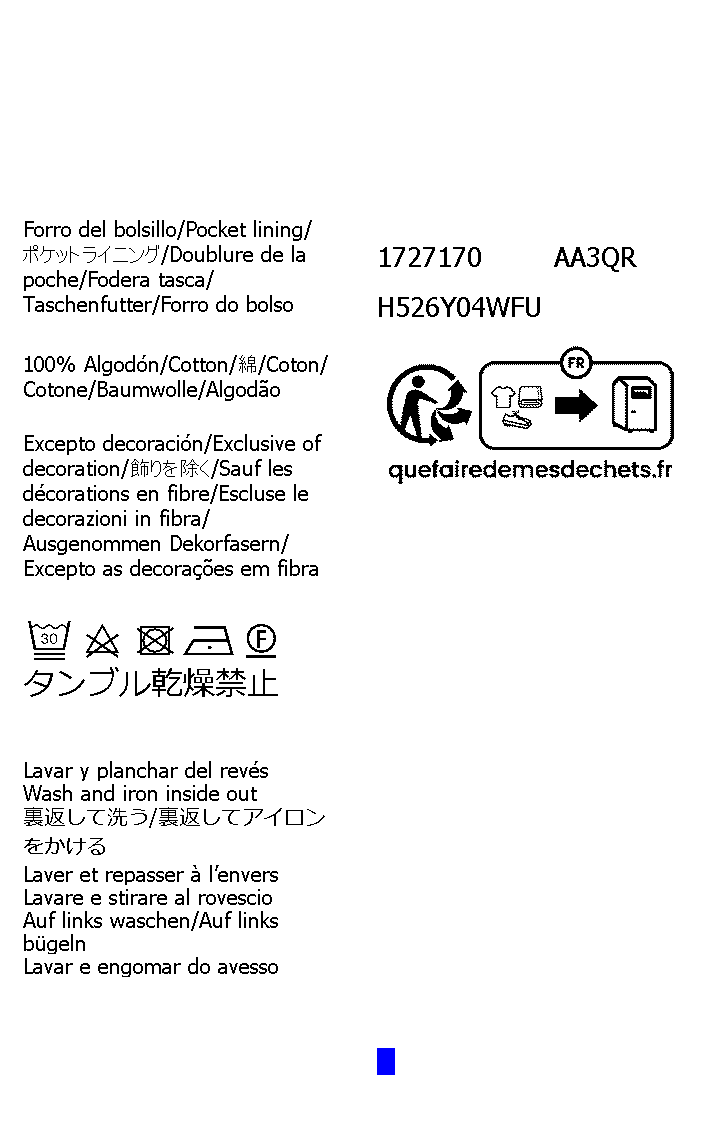 Forro del bolsillo/Pocket lining/
ポケットライニング/Doublure de la
poche/Fodera tasca/
Taschenfutter/Forro do bolso
100% Algodón/Cotton/綿/Coton/
Cotone/Baumwolle/Algodão
Excepto decoración/Exclusive of
decoration/飾りを除く/Sauf les
décorations en fibre/Escluse le
decorazioni in fibra/
Ausgenommen Dekorfasern/
Excepto as decorações em fibra
30 F
タンブル乾燥禁止
Lavar y planchar del revés
Wash and iron inside out
裏返して洗う/裏返してアイロン
をかける
Laver et repasser à l'envers
Lavare e stirare al rovescio
Auf links waschen/Auf links
bügeln
Lavar e engomar do avesso
1727170 AA3QR
H526Y04WFU
FR
quefairedemesdechets.fr